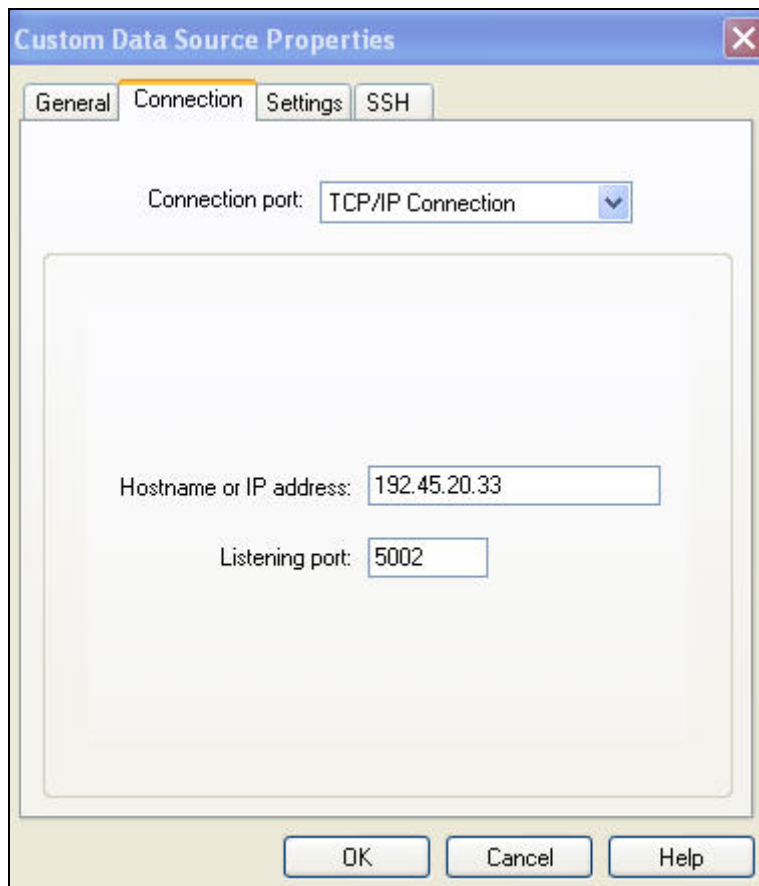 Custom Data Source Properties
General Connection Settings SSH
Connection port: TCP/IP Connection
Hostname or IP address: 192.45.20.33
Listening port: 5002
OK Cancel Help